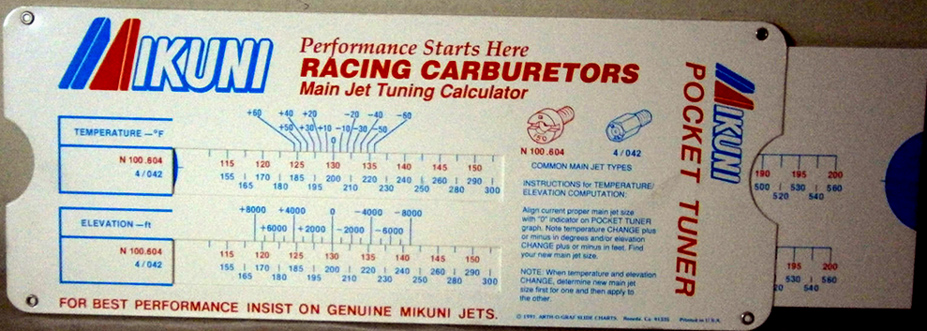 MIKUNI
Performance Starts Here
RACING CARBURETORS
Main Jet Tuning Calculator
MIKUNI
POCKET TUNER
+60 +40 +20 -20 -40 -60
+50 +30 +10 0 -10 -30 -50
TEMPERATURE — °F
N 100.604
4 / 042
115 120 125 130 135 140 145 150
155 170 180 190 200 220 240 260 290
165 175 185 195 210 230 250 280 300
190 195 200
500 530 560
520 540
ELEVATION — ft
+8000 +4000 0 -4000 -8000
+6000 +2000 -2000 -6000
N 100.604
4 / 042
115 120 125 130 135 140 145 150
155 170 180 190 200 220 240 260 290
165 175 185 195 210 230 250 280 300
195 200
530 560
520 540
N 100.604
4 / 042
COMMON MAIN JET TYPES
INSTRUCTIONS for TEMPERATURE/
ELEVATION COMPUTATION:
Align current proper main jet size
with "0" indicator on POCKET TUNER
graph. Note temperature CHANGE plus
or minus in degrees and/or elevation
CHANGE plus or minus in feet. Find
your new main jet size.
NOTE: When temperature and elevation
CHANGE, determine new main jet
size first for one and then apply to
the other.
FOR BEST PERFORMANCE INSIST ON GENUINE MIKUNI JETS.
SLIDE CHARTS Printed in U.S.A.